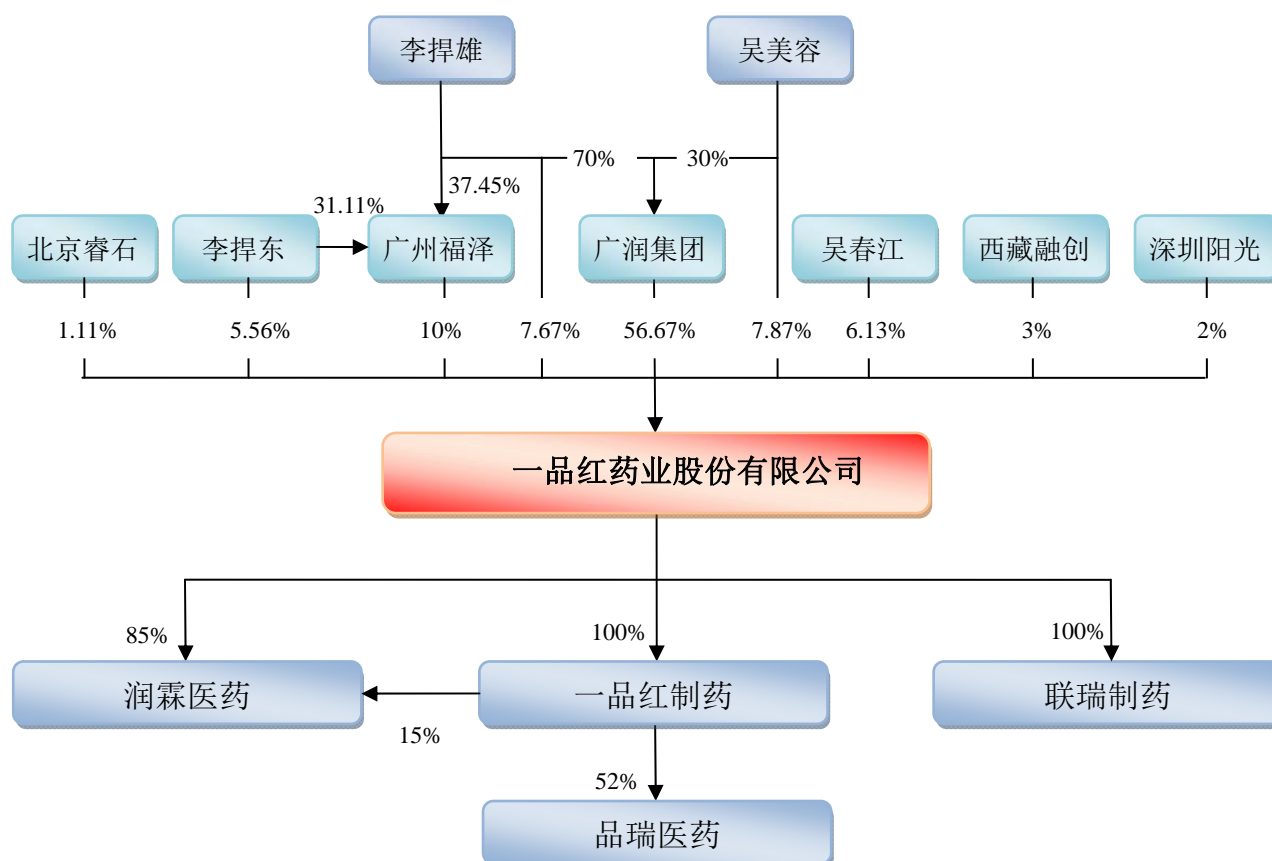 李捍雄
吴美容
70%
30%
37.45%
31.11%
北京睿石
李捍东
广州福泽
广润集团
吴春江
西藏融创
深圳阳光
1.11%
5.56%
10%
7.67%
56.67%
7.87%
6.13%
3%
2%
一品红药业股份有限公司
85%
100%
100%
润霖医药
一品红制药
联瑞制药
15%
52%
品瑞医药